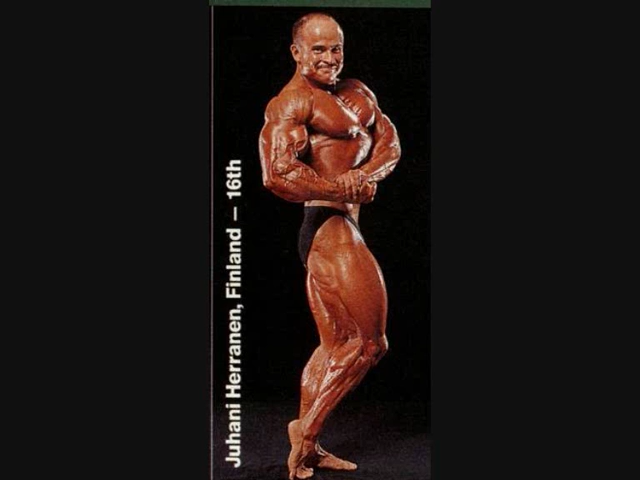 Juhani Herranen, Finland – 16th